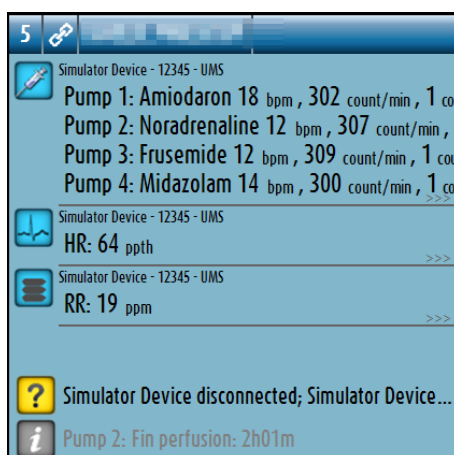 5
Simulator Device - 12345 - UMS
Pump 1: Amiodaron 18 bpm , 302 count/min , 1
Pump 2: Noradrenaline 12 bpm , 307 count/min ,
Pump 3: Frusemide 12 bpm , 309 count/min , 1
Pump 4: Midazolam 14 bpm , 300 count/min , 1
>>>
Simulator Device - 12345 - UMS
HR: 64 ppth
>>>
Simulator Device - 12345 - UMS
RR: 19 ppm
>>>
? Simulator Device disconnected; Simulator Device...
i Pump 2: Fin perfusion: 2h01m